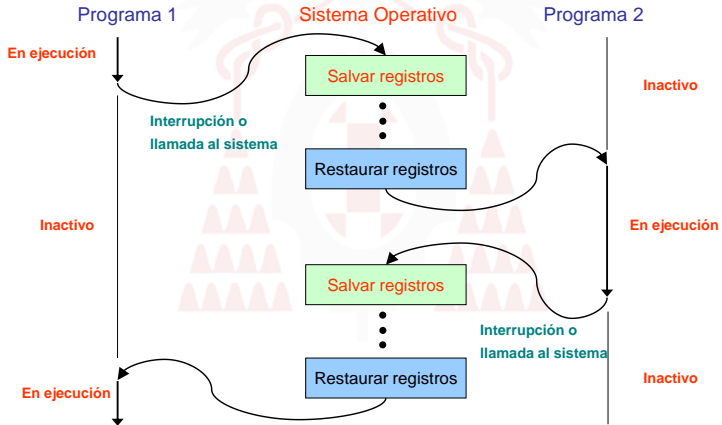 Programa 1
Sistema Operativo
Programa 2
En ejecución
Salvar registros
Inactivo
Interrupción o
llamada al sistema
Restaurar registros
Inactivo
En ejecución
Salvar registros
Interrupción o
llamada al sistema
Restaurar registros
Inactivo
En ejecución